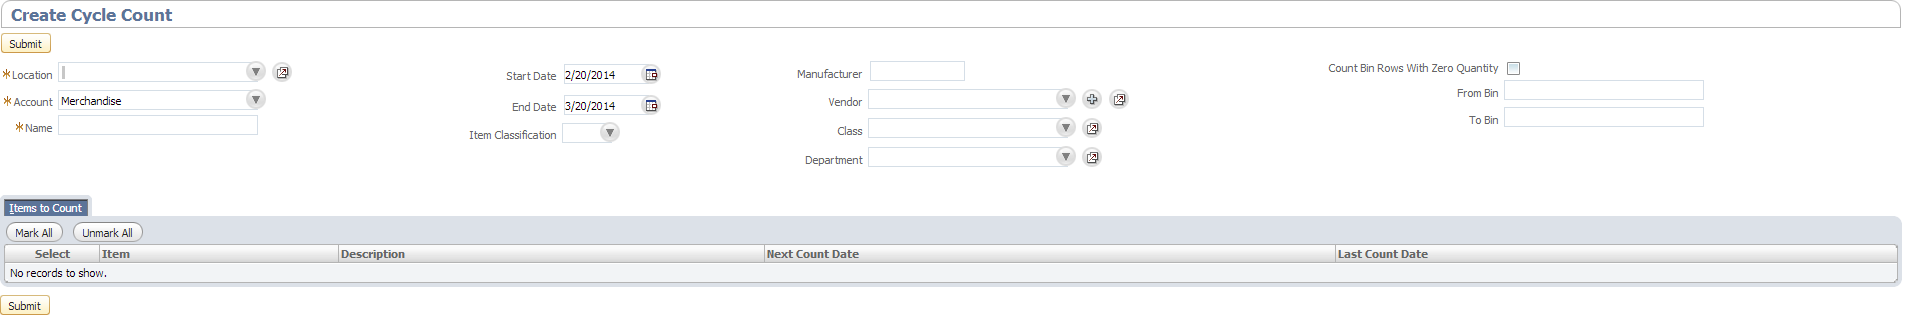 Create Cycle Count
Submit
*Location
*Account Merchandise
*Name
Start Date 2/20/2014
End Date 3/20/2014
Item Classification
Manufacturer
Vendor
Class
Department
Count Bin Rows With Zero Quantity
From Bin
To Bin
Items to Count
Mark All Unmark All
Select Item Description Next Count Date Last Count Date
No records to show.
Submit